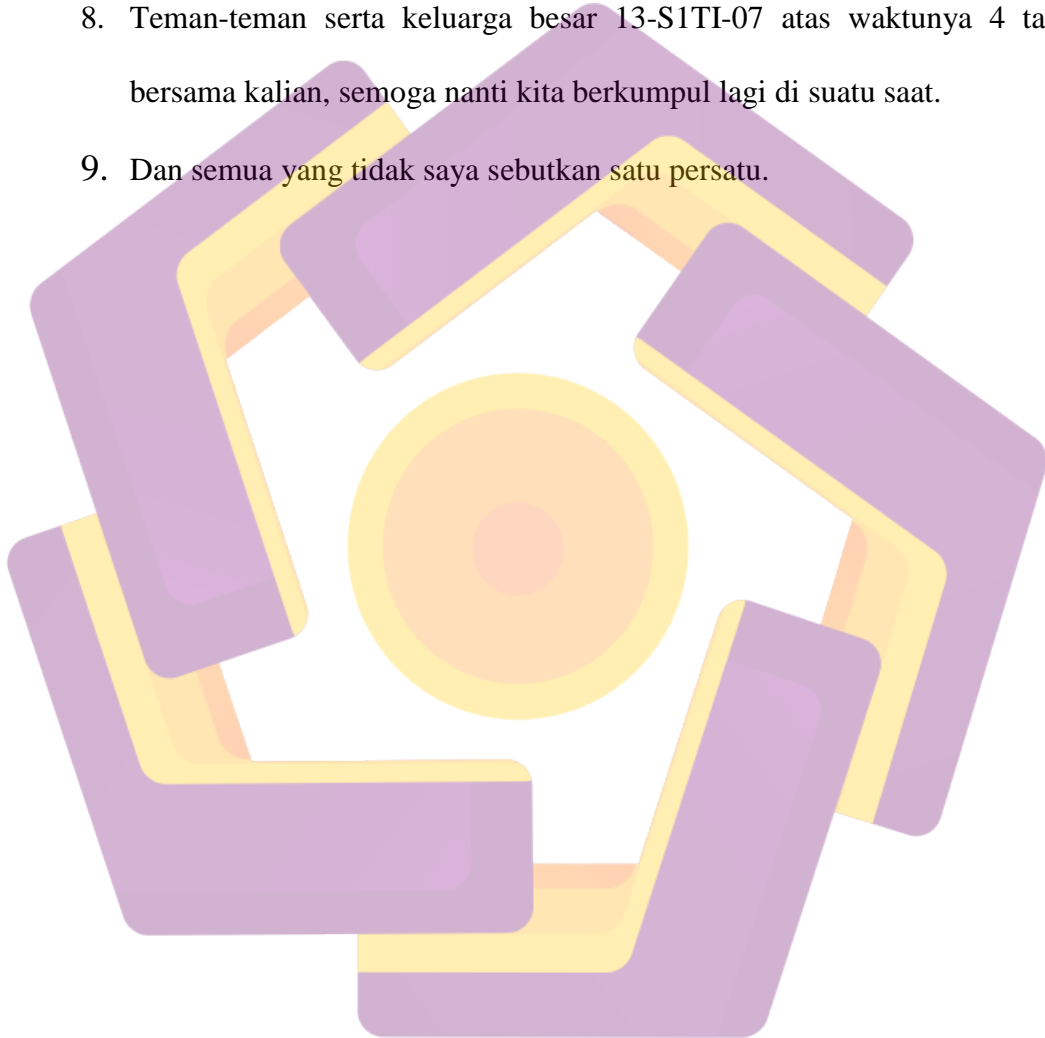 8. Teman-teman serta keluarga besar 13-S1TI-07 atas waktunya 4 ta
bersama kalian, semoga nanti kita berkumpul lagi di suatu saat.
9. Dan semua yang tidak saya sebutkan satu persatu.